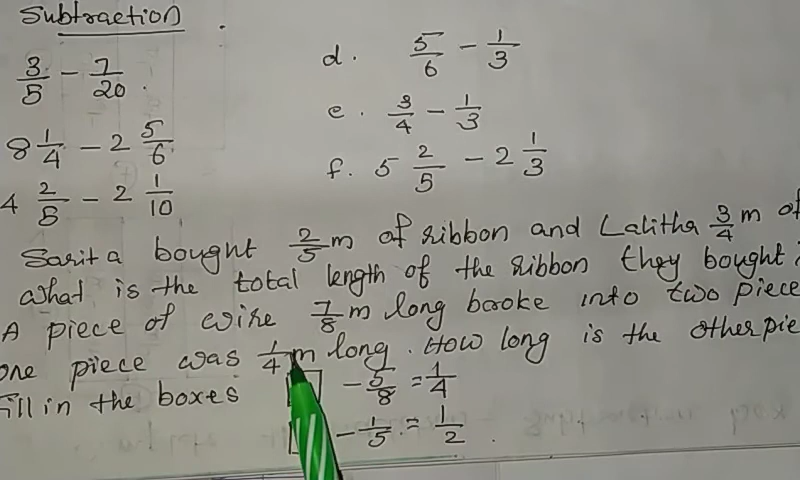 Subtraction
3/5 - 7/20.
d. 5/6 - 1/3
8 1/4 - 2 5/6
e. 3/4 - 1/3
4 2/8 - 2 1/10
f. 5 2/5 - 2 1/3
Sarita bought 2/5 m of ribbon and Lalitha 3/4 m of
What is the total length of the ribbon they bought
A piece of wire 7/8 m long broke into two piece
one piece was 1/4 m long. How long is the other pie
Fill in the boxes □ - 5/8 = 1/4
□ - 1/5 = 1/2.